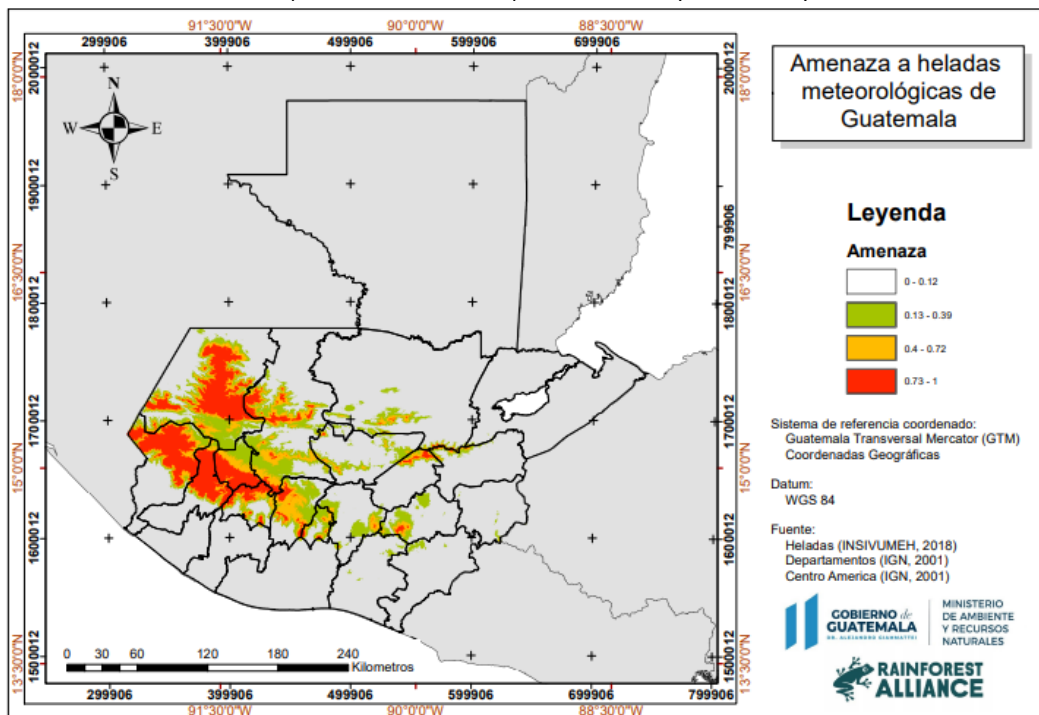 91°30'0"W 90°0'0"W 88°30'0"W
299906 399906 499906 599906 699906
18°0'0"N
2000012
1900012
16°30'0"N
1800012
1700012
15°0'0"N
1600012
1500012
13°30'0"N
N
W E
S
2000012
18°0'0"N
1900012
799906
16°30'0"N
1800012
1700012
15°0'0"N
1600012
1500012
13°30'0"N
0 30 60 120 180 240
Kilometros
299906 399906 499906 599906 699906 799906
91°30'0"W 90°0'0"W 88°30'0"W
Amenaza a heladas
meteorológicas de
Guatemala
Leyenda
Amenaza
0 - 0.12
0.13 - 0.39
0.4 - 0.72
0.73 - 1
Sistema de referencia coordenado:
Guatemala Transversal Mercator (GTM)
Coordenadas Geográficas
Datum:
WGS 84
Fuente:
Heladas (INSIVUMEH, 2018)
Departamentos (IGN, 2001)
Centro America (IGN, 2001)
GOBIERNO de
GUATEMALA
DR. ALEJANDRO GIAMMATTEI
MINISTERIO
DE AMBIENTE
Y RECURSOS
NATURALES
RAINFOREST
ALLIANCE